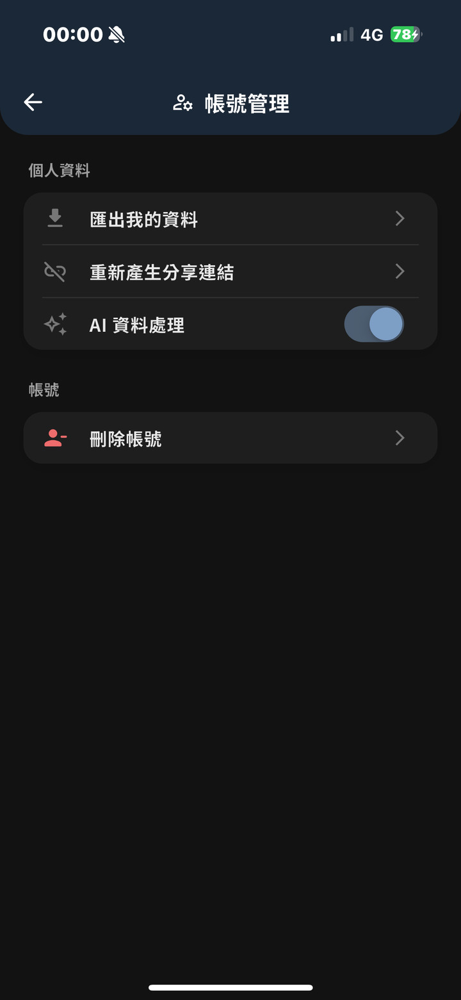 00:00 4G 78
帳號管理
個人資料
匯出我的資料
重新產生分享連結
AI 資料處理
帳號
刪除帳號